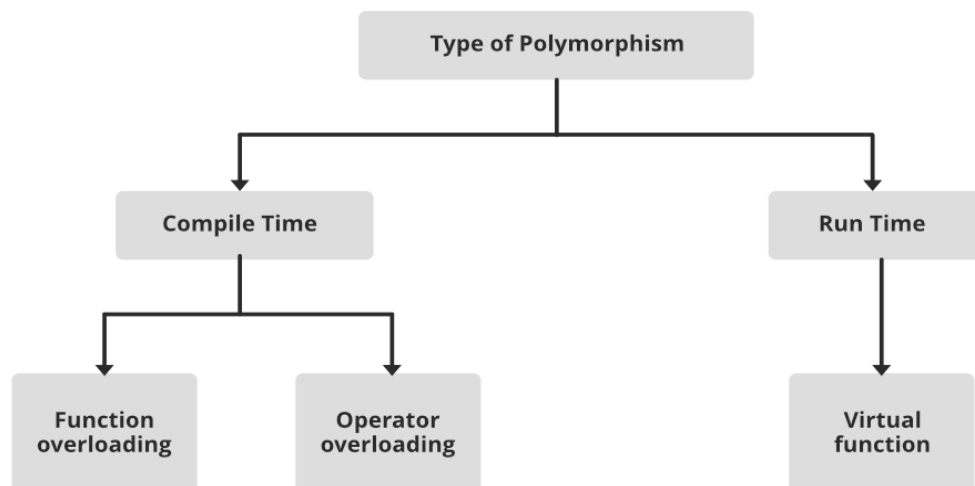 Type of Polymorphism
Compile Time
Run Time
Function
overloading
Operator
overloading
Virtual
function